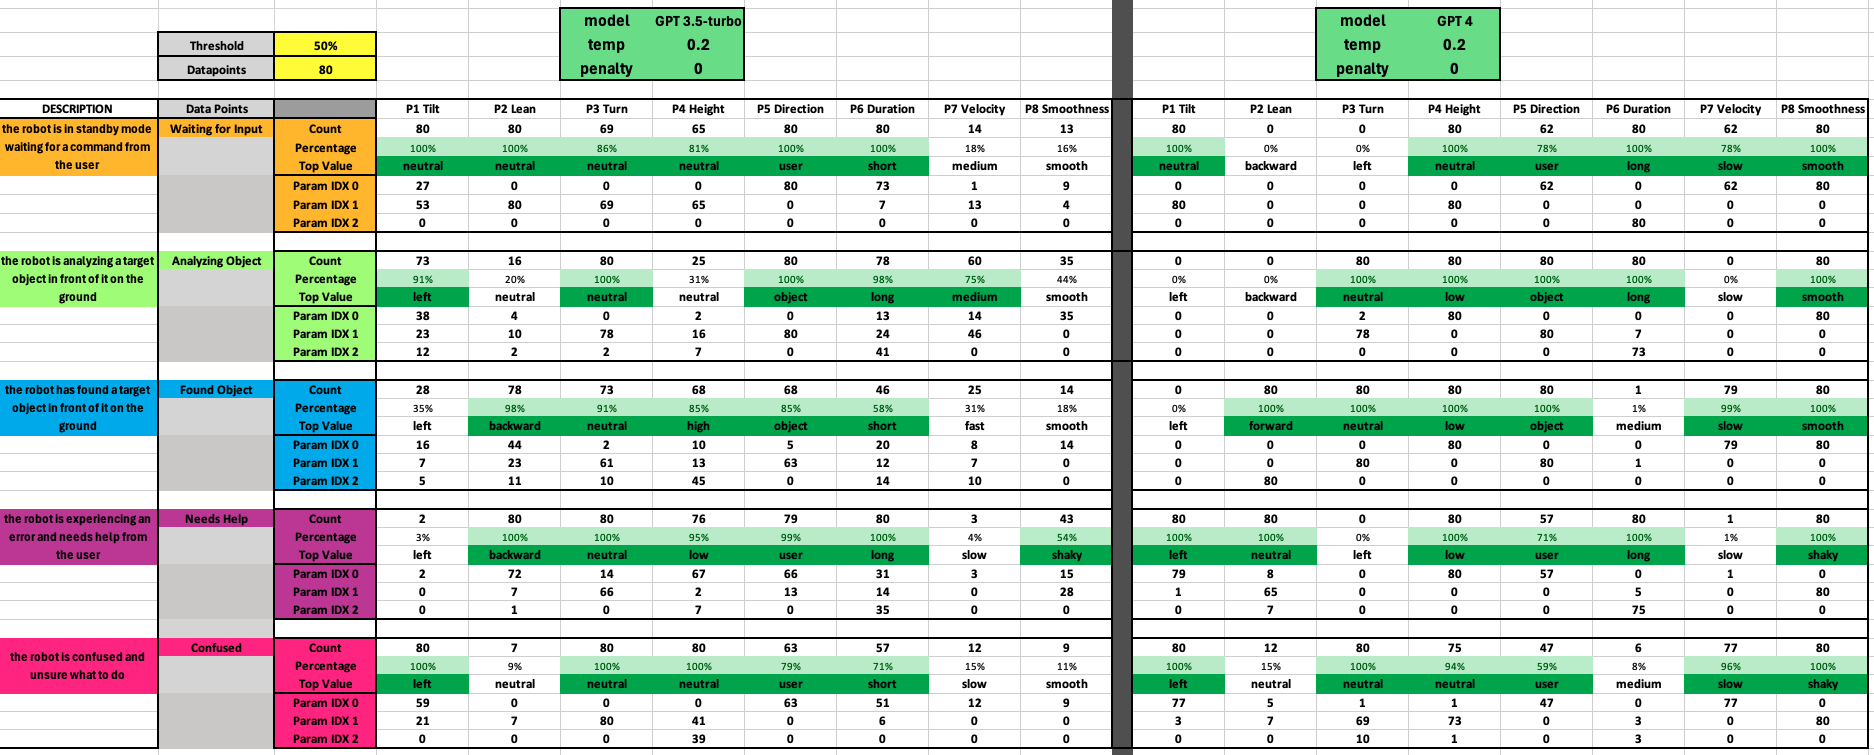 model GPT 3.5-turbo model GPT 4
Threshold 50% temp 0.2 temp 0.2
Datapoints 80 penalty 0 penalty 0
DESCRIPTION Data Points P1 Tilt P2 Lean P3 Turn P4 Height P5 Direction P6 Duration P7 Velocity P8 Smoothness P1 Tilt P2 Lean P3 Turn P4 Height P5 Direction P6 Duration P7 Velocity P8 Smoothness
the robot is in standby mode Waiting for Input Count 80 80 69 65 80 80 14 13 80 0 0 80 62 80 62 80
waiting for a command from Percentage 100% 100% 86% 81% 100% 100% 18% 16% 100% 0% 0% 100% 78% 100% 78% 100%
the user Top Value neutral neutral neutral neutral user short medium smooth neutral backward left neutral user long slow smooth
Param IDX 0 27 0 0 0 80 73 1 9 0 0 0 0 62 0 62 80
Param IDX 1 53 80 69 65 0 7 13 4 80 0 0 80 0 0 0 0
Param IDX 2 0 0 0 0 0 0 0 0 0 0 0 0 0 80 0 0
the robot is analyzing a target Analyzing Object Count 73 16 80 25 80 78 60 35 0 0 80 80 80 80 0 80
object in front of it on the Percentage 91% 20% 100% 31% 100% 98% 75% 44% 0% 0% 100% 100% 100% 100% 0% 100%
ground Top Value left neutral neutral neutral object long medium smooth left backward neutral low object long slow smooth
Param IDX 0 38 4 0 2 0 13 14 35 0 0 2 80 0 0 0 80
Param IDX 1 23 10 78 16 80 24 46 0 0 0 78 0 80 7 0 0
Param IDX 2 12 2 2 7 0 41 0 0 0 0 0 0 0 73 0 0
the robot has found a target Found Object Count 28 78 73 68 68 46 25 14 0 80 80 80 80 1 79 80
object in front of it on the Percentage 35% 98% 91% 85% 85% 58% 31% 18% 0% 100% 100% 100% 100% 1% 99% 100%
ground Top Value left backward neutral high object short fast smooth left forward neutral low object medium slow smooth
Param IDX 0 16 44 2 10 5 20 8 14 0 0 0 80 0 0 79 80
Param IDX 1 7 23 61 13 63 12 7 0 0 0 80 0 80 1 0 0
Param IDX 2 5 11 10 45 0 14 10 0 0 80 0 0 0 0 0 0
the robot is experiencing an Needs Help Count 2 80 80 76 79 80 3 43 80 80 0 80 57 80 1 80
error and needs help from Percentage 3% 100% 100% 95% 99% 100% 4% 54% 100% 100% 0% 100% 71% 100% 1% 100%
the user Top Value left backward neutral low user long slow shaky left neutral left low user long slow shaky
Param IDX 0 2 72 14 67 66 31 3 15 79 8 0 80 57 0 1 0
Param IDX 1 0 7 66 2 13 14 0 28 1 65 0 0 0 5 0 80
Param IDX 2 0 1 0 7 0 35 0 0 0 7 0 0 0 75 0 0
the robot is confused and Confused Count 80 7 80 80 63 57 12 9 80 12 80 75 47 6 77 80
unsure what to do Percentage 100% 9% 100% 100% 79% 71% 15% 11% 100% 15% 100% 94% 59% 8% 96% 100%
Top Value left neutral neutral neutral user short slow smooth left neutral neutral neutral user medium slow shaky
Param IDX 0 59 0 0 0 63 51 12 9 77 5 1 1 47 0 77 0
Param IDX 1 21 7 80 41 0 6 0 0 3 7 69 73 0 3 0 80
Param IDX 2 0 0 0 39 0 0 0 0 0 0 10 1 0 3 0 0